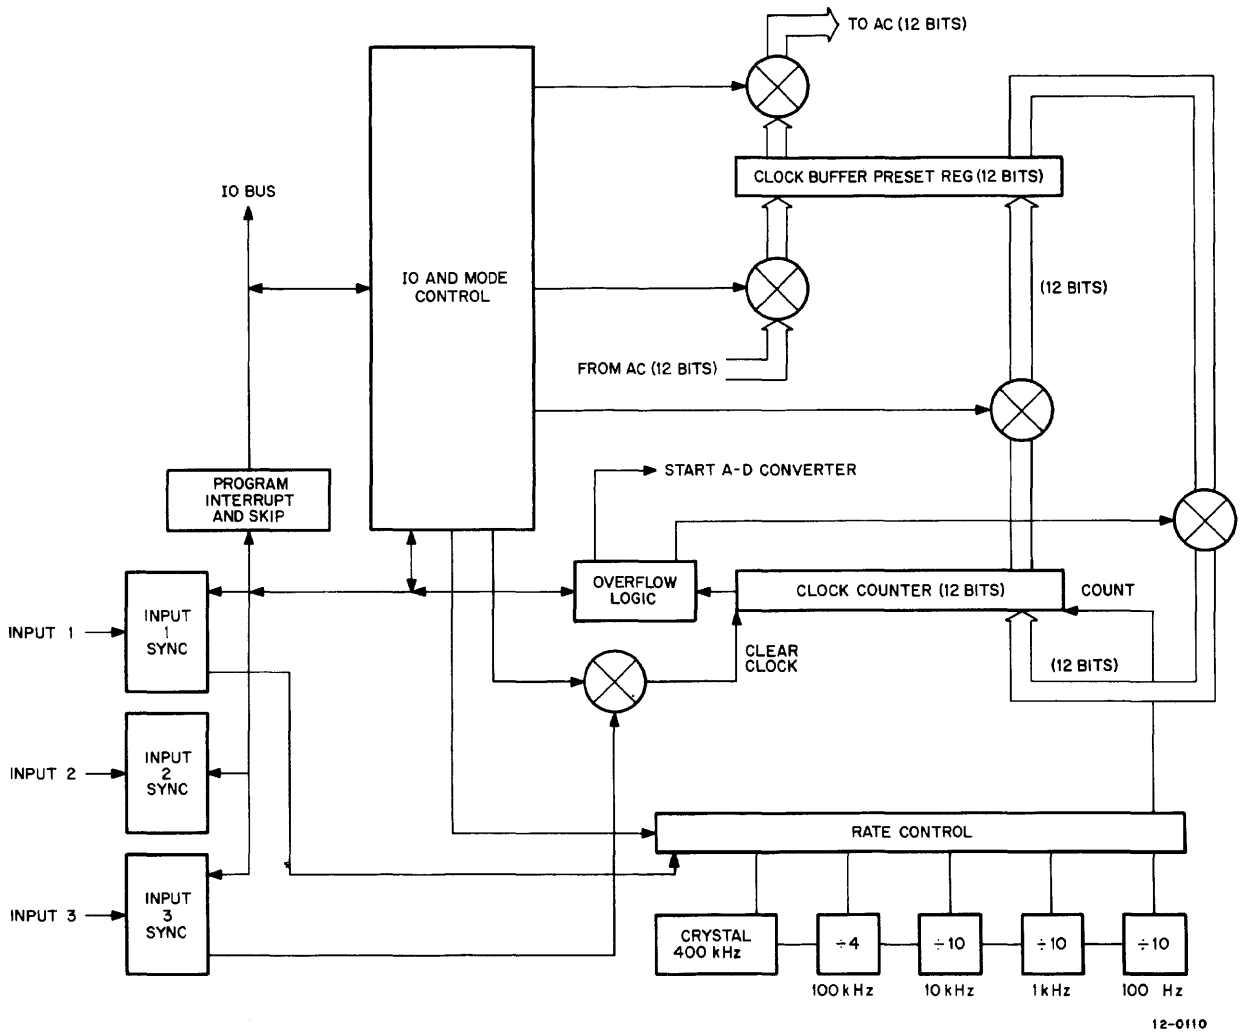 TO AC (12 BITS)
CLOCK BUFFER PRESET REG (12 BITS)
IO BUS
IO AND MODE
CONTROL
(12 BITS)
FROM AC (12 BITS)
START A-D CONVERTER
PROGRAM
INTERRUPT
AND SKIP
OVERFLOW
LOGIC
CLOCK COUNTER (12 BITS)
COUNT
INPUT 1
INPUT
1
SYNC
CLEAR
CLOCK
(12 BITS)
INPUT 2
INPUT
2
SYNC
RATE CONTROL
INPUT 3
INPUT
3
SYNC
CRYSTAL
400 kHz
÷4
÷10
÷10
÷10
100 kHz
10 kHz
1 kHz
100 Hz
12-0110